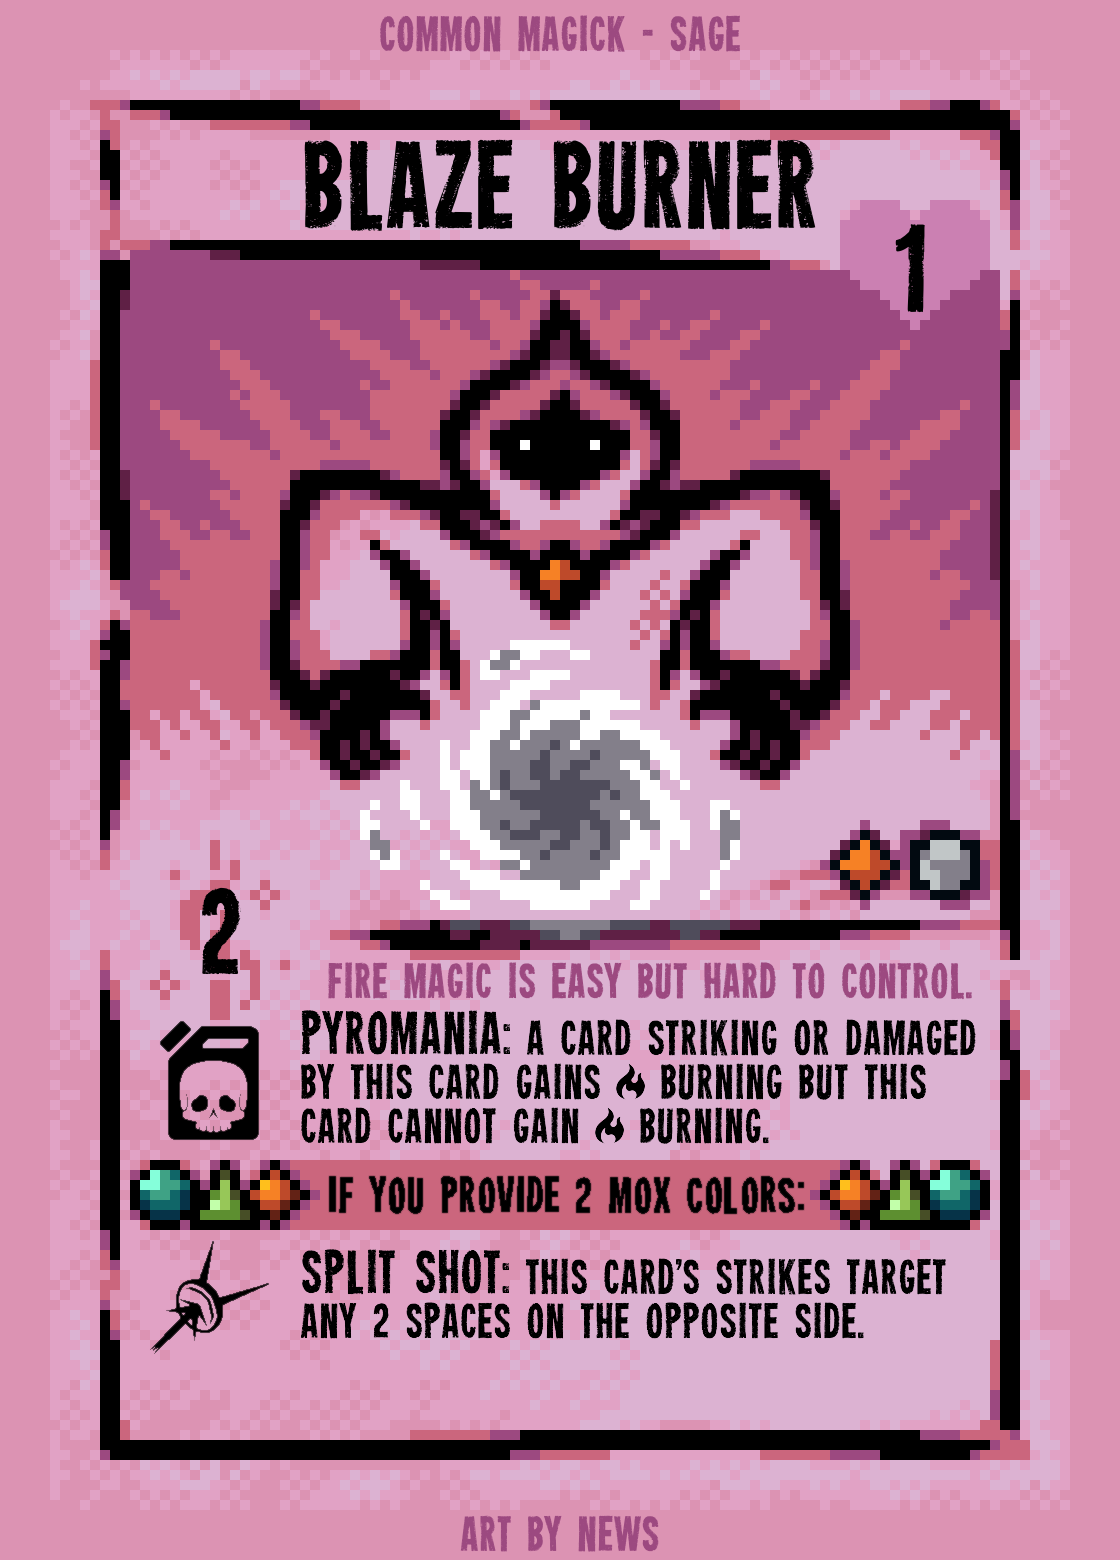 COMMON MAGICK - SAGE
BLAZE BURNER
1
2
FIRE MAGIC IS EASY BUT HARD TO CONTROL.
PYROMANIA: A CARD STRIKING OR DAMAGED
BY THIS CARD GAINS BURNING BUT THIS
CARD CANNOT GAIN BURNING.
IF YOU PROVIDE 2 MOX COLORS:
SPLIT SHOT: THIS CARD'S STRIKES TARGET
ANY 2 SPACES ON THE OPPOSITE SIDE.
ART BY NEWS